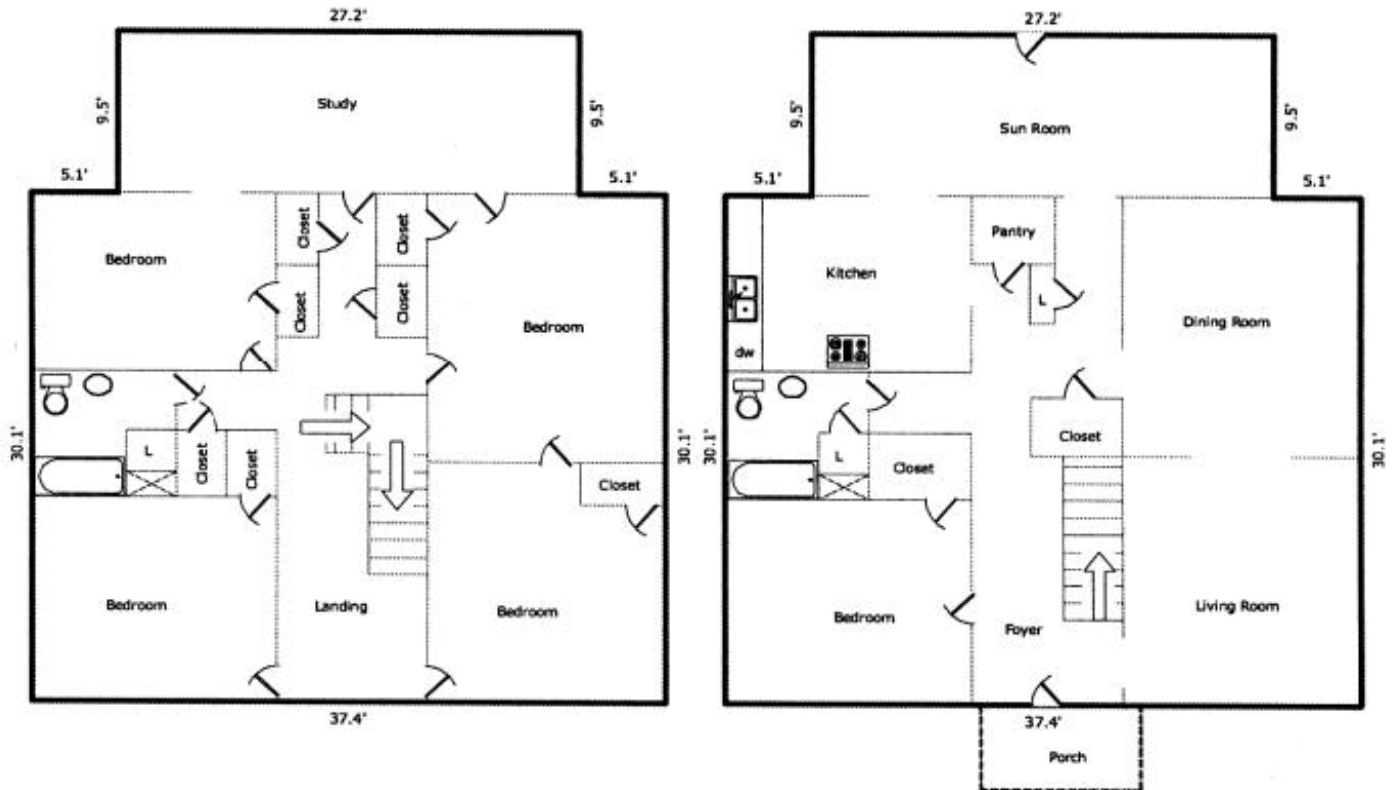 27.2'
9.5'
Study
9.5'
5.1'
5.1'
Bedroom
Closet
Closet
Closet
Closet
Bedroom
30.1'
L
Closet
Closet
Closet
30.1'
Bedroom
Landing
Bedroom
37.4'
27.2'
9.5'
Sun Room
9.5'
5.1'
5.1'
Pantry
Kitchen
L
Dining Room
dw
30.1'
L
Closet
Closet
30.1'
Bedroom
Foyer
Living Room
37.4'
Porch